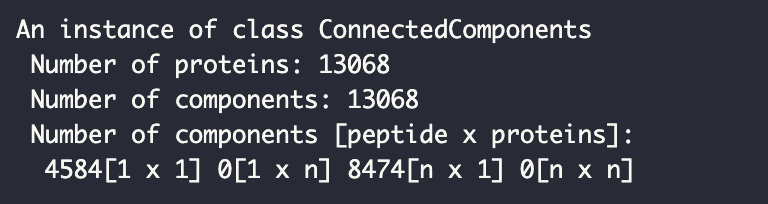 An instance of class ConnectedComponents
Number of proteins: 13068
Number of components: 13068
Number of components [peptide x proteins]:
4584[1 x 1] 0[1 x n] 8474[n x 1] 0[n x n]